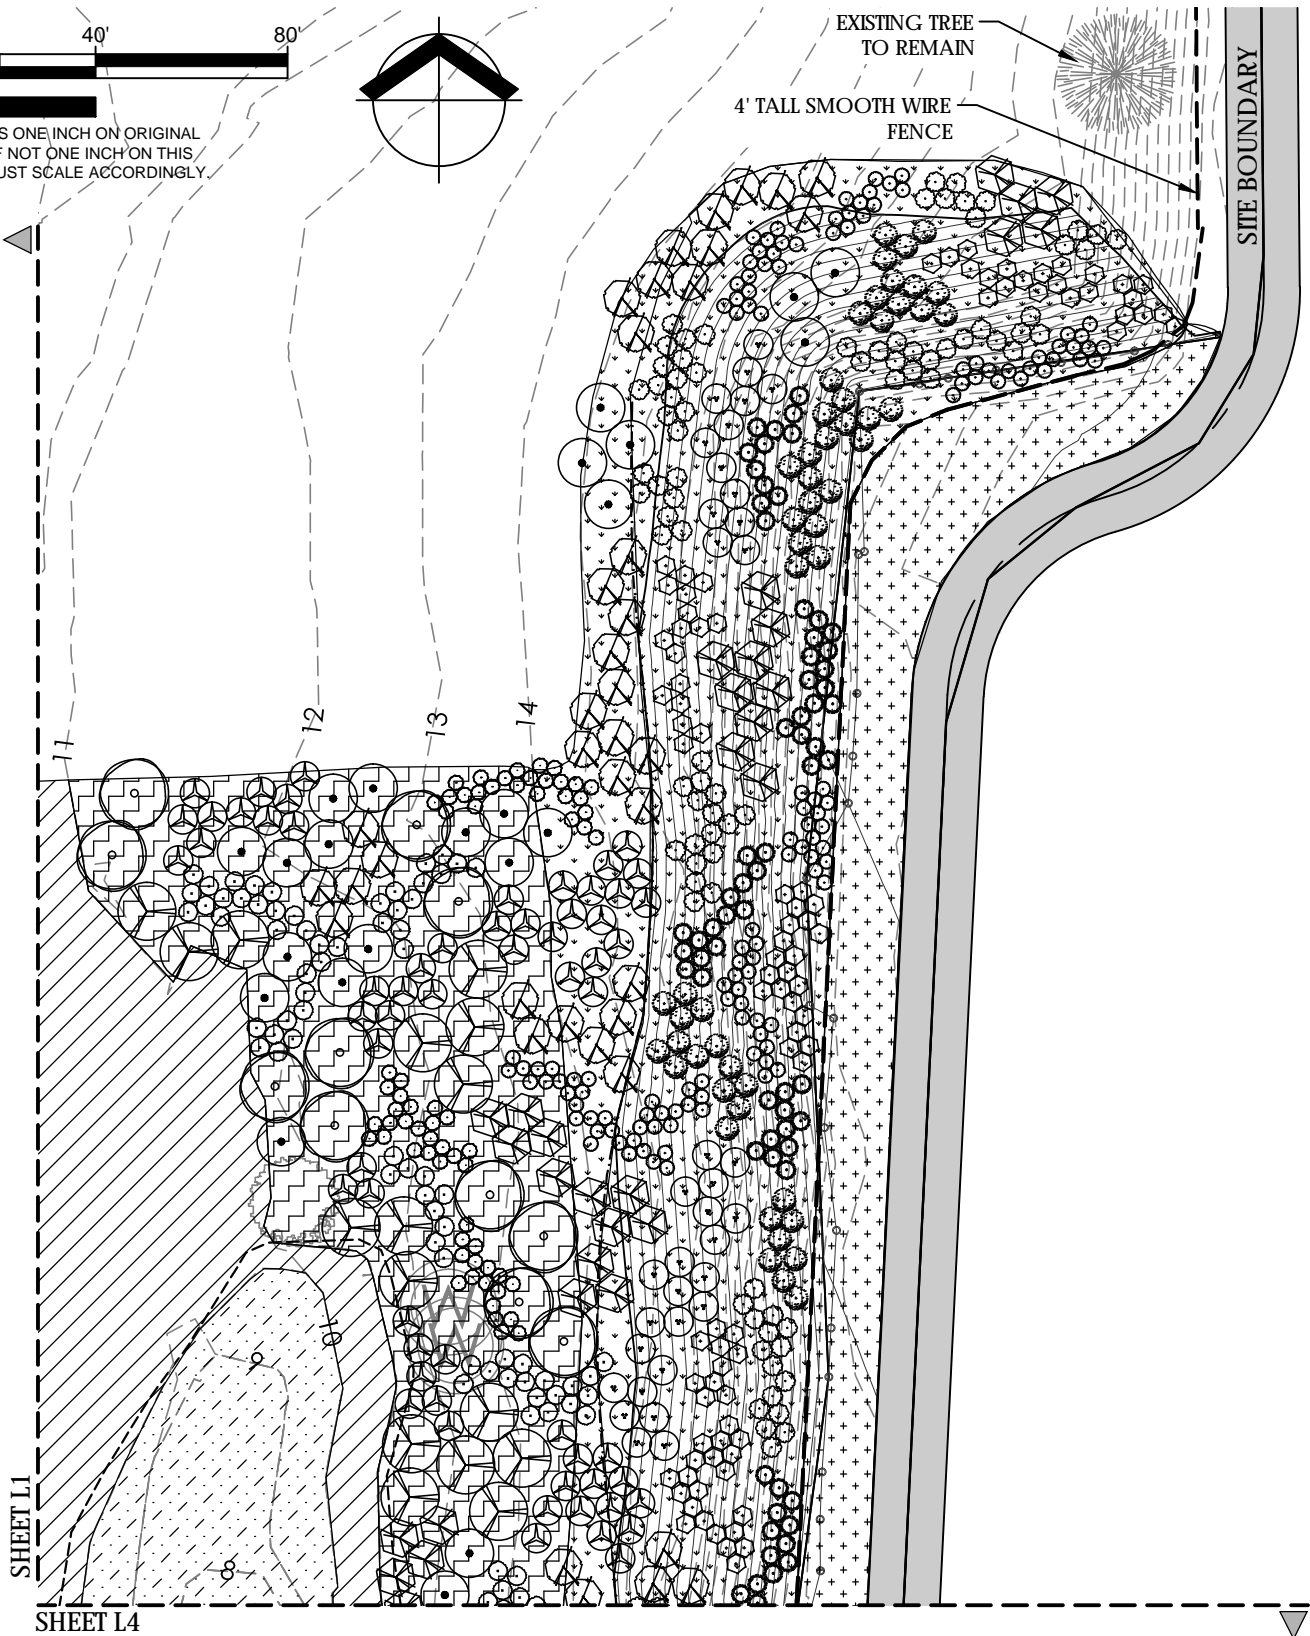 40' 80'
S ONE INCH ON ORIGINAL
F NOT ONE INCH ON THIS
UST SCALE ACCORDINGLY.
EXISTING TREE
TO REMAIN
4' TALL SMOOTH WIRE
FENCE
SITE BOUNDARY
11
12
13
14
10
9
8
W
SHEET L1
SHEET L4